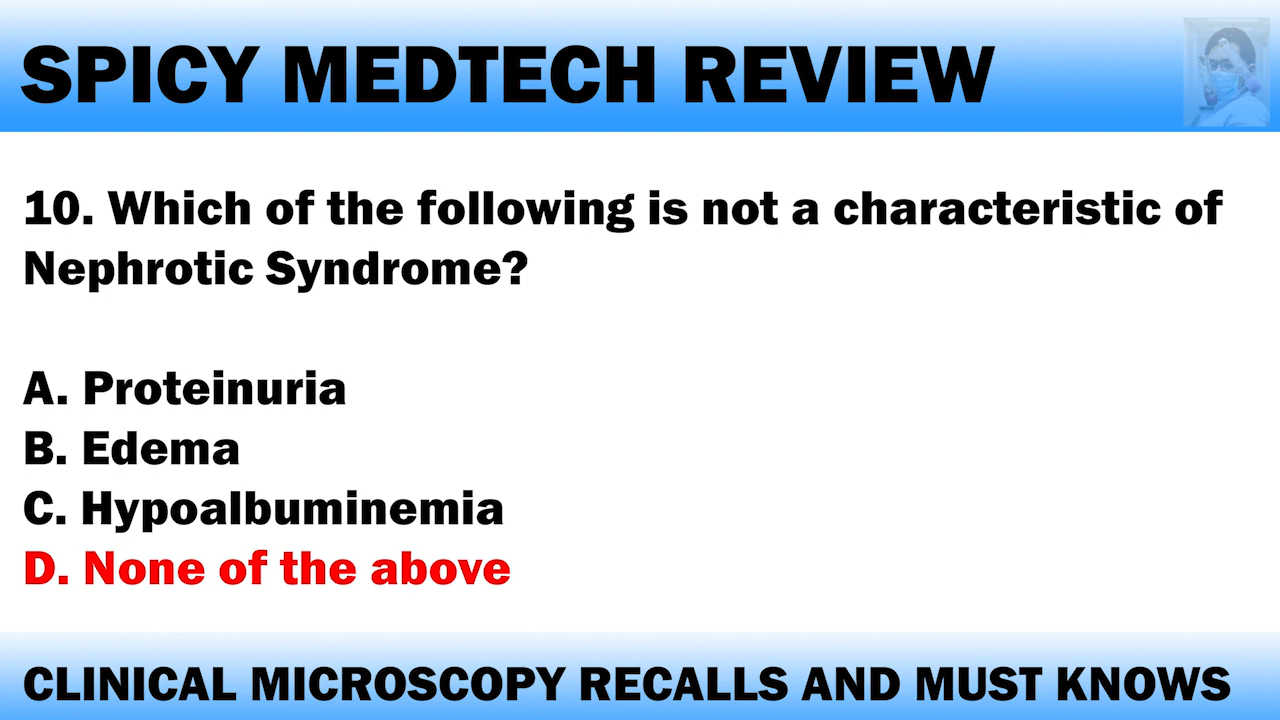 SPICY MEDTECH REVIEW
10. Which of the following is not a characteristic of
Nephrotic Syndrome?
A. Proteinuria
B. Edema
C. Hypoalbuminemia
D. None of the above
CLINICAL MICROSCOPY RECALLS AND MUST KNOWS